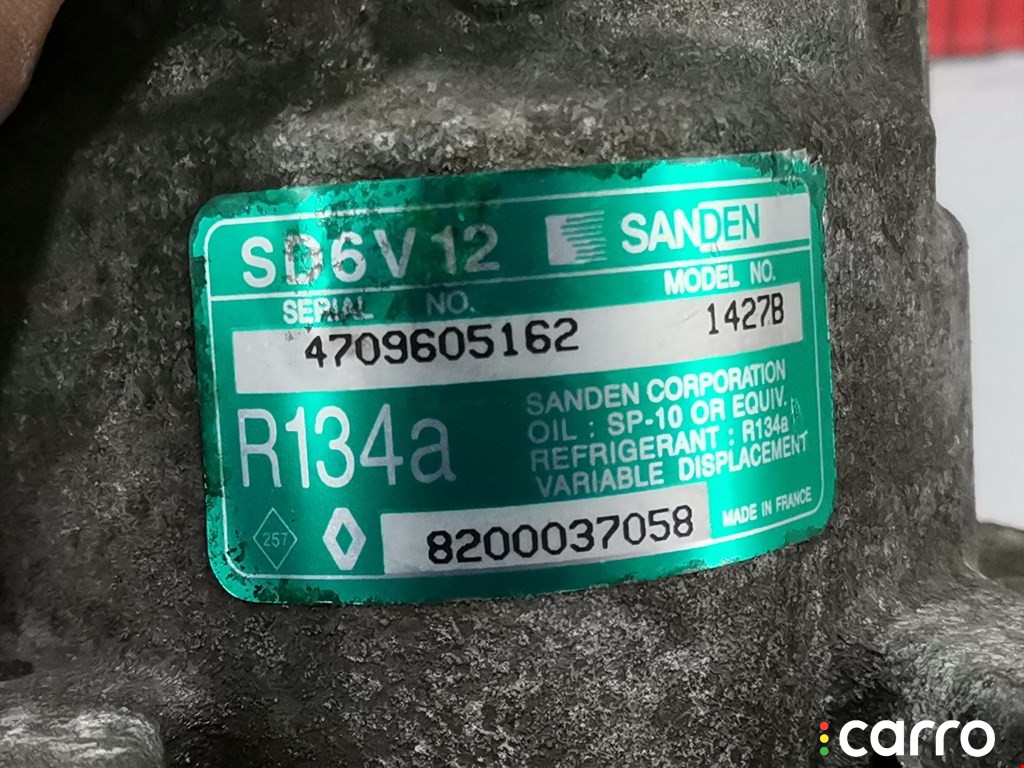 SD6V12 SANDEN
SERIAL NO. MODEL NO.
4709605162 1427B
R134a
SANDEN CORPORATION
OIL : SP-10 OR EQUIV.
REFRIGERANT : R134a
VARIABLE DISPLACEMENT
257
8200037058
MADE IN FRANCE
carro